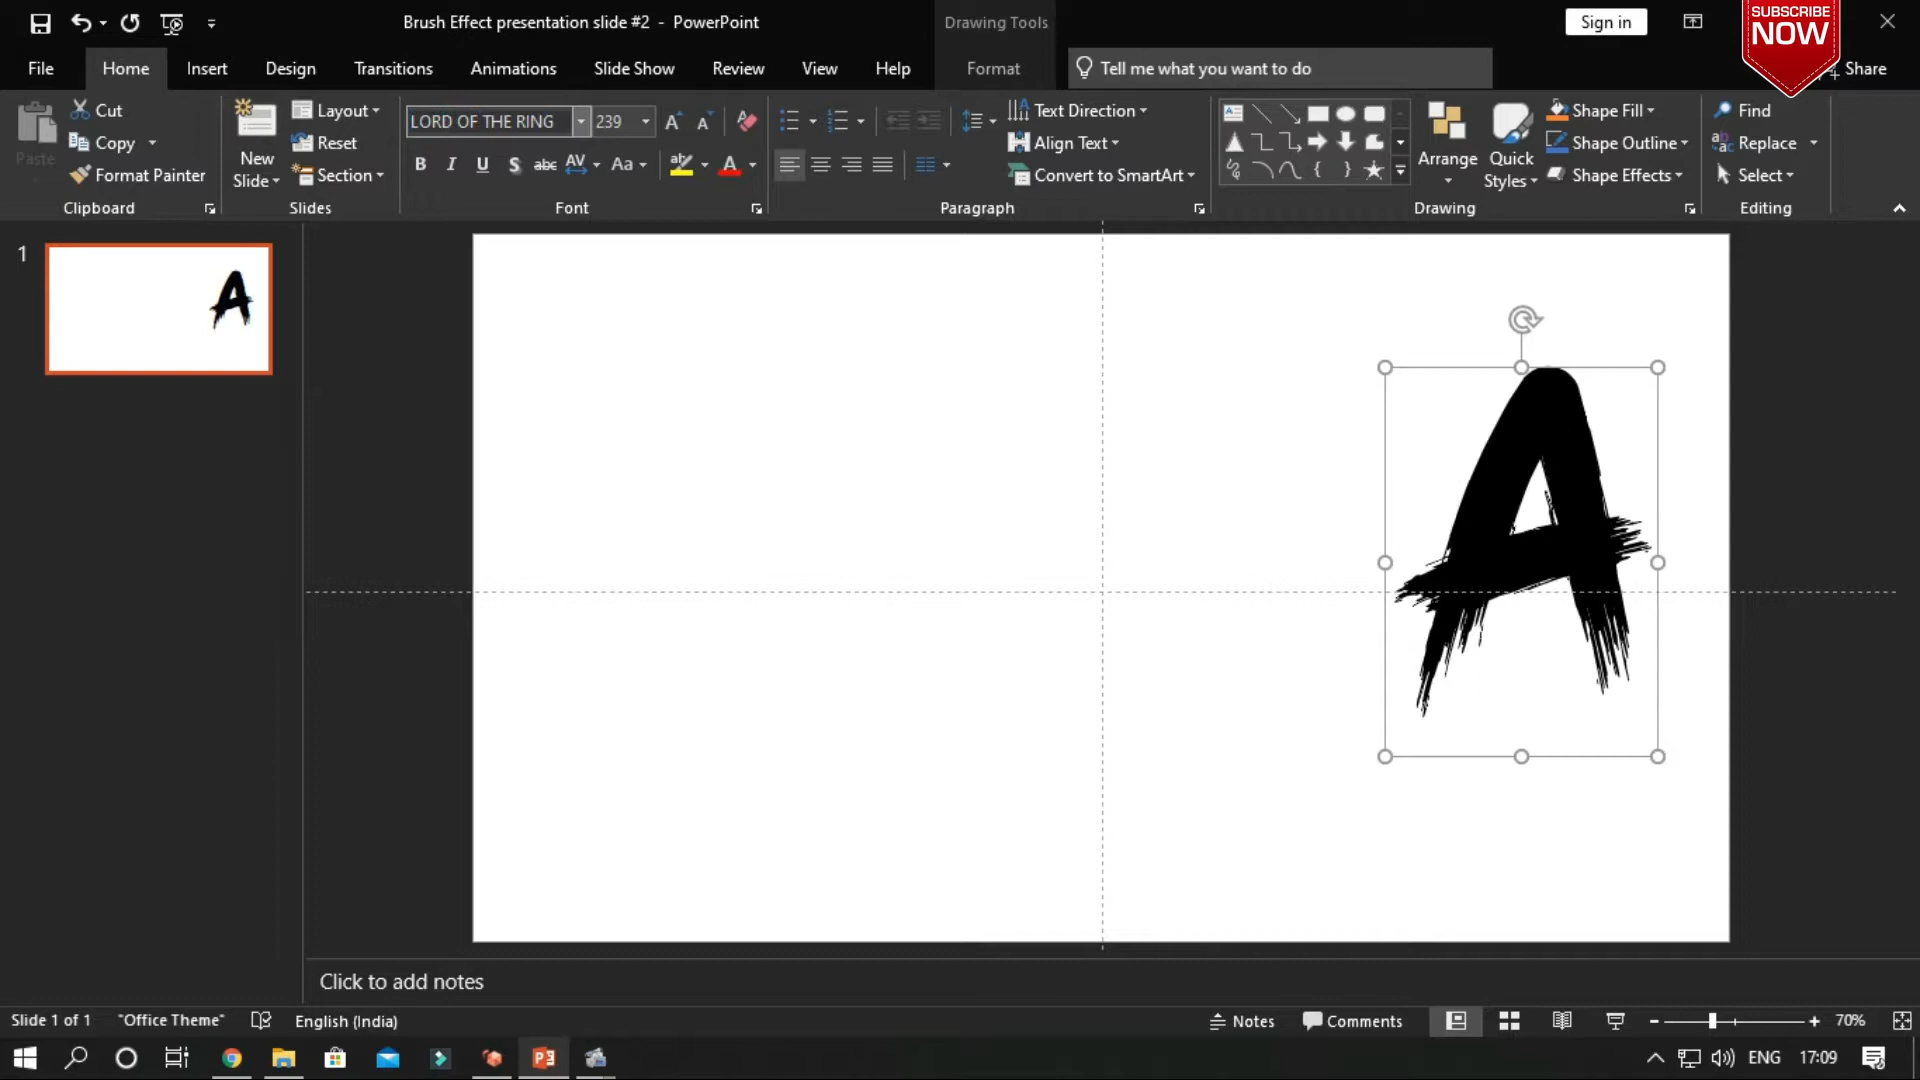 Brush Effect presentation slide #2 - PowerPoint
Drawing Tools
Sign in
SUBSCRIBE
NOW
File
Home
Insert
Design
Transitions
Animations
Slide Show
Review
View
Help
Format
Tell me what you want to do
Share
Paste
Cut
Copy
Format Painter
Clipboard
New
Slide
Layout
Reset
Section
Slides
LORD OF THE RING
239
B I U S abc AV Aa A
Font
Text Direction
Align Text
Convert to SmartArt
Paragraph
Arrange
Quick
Styles
Shape Fill
Shape Outline
Shape Effects
Drawing
Find
Replace
Select
Editing
1
A
A
Click to add notes
Slide 1 of 1
"Office Theme"
English (India)
Notes
Comments
70%
ENG
17:09